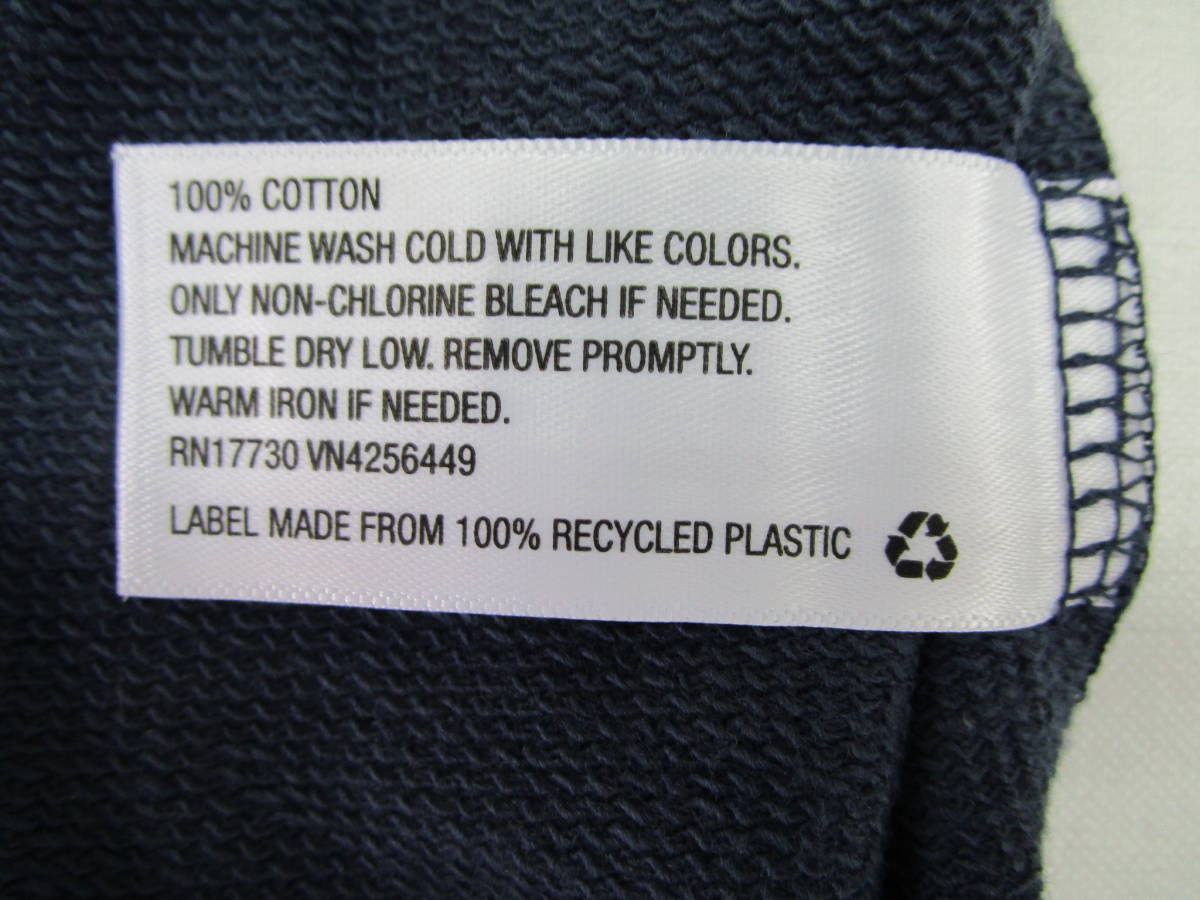 100% COTTON
MACHINE WASH COLD WITH LIKE COLORS.
ONLY NON-CHLORINE BLEACH IF NEEDED.
TUMBLE DRY LOW. REMOVE PROMPTLY.
WARM IRON IF NEEDED.
RN17730 VN4256449
LABEL MADE FROM 100% RECYCLED PLASTIC